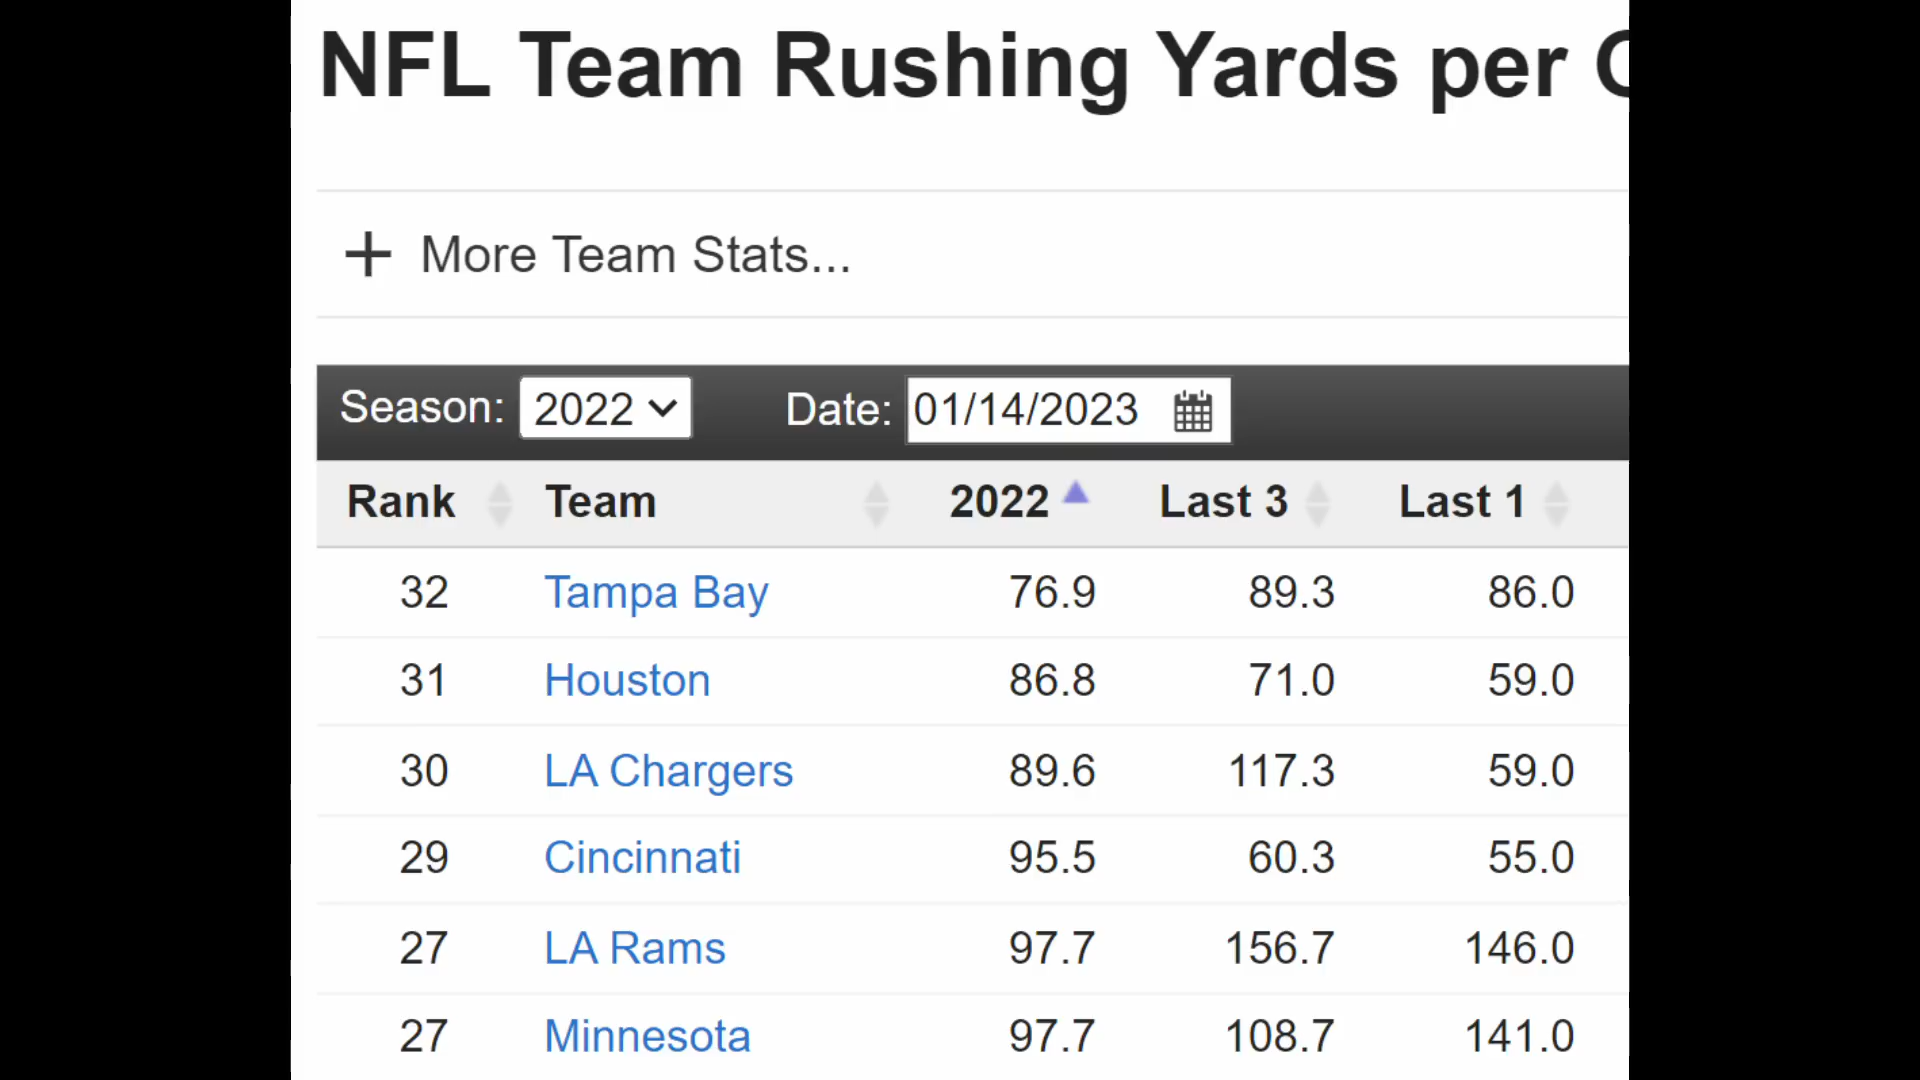 NFL Team Rushing Yards per
+ More Team Stats...
Season: 2022 Date: 01/14/2023
Rank Team 2022 Last 3 Last 1
32 Tampa Bay 76.9 89.3 86.0
31 Houston 86.8 71.0 59.0
30 LA Chargers 89.6 117.3 59.0
29 Cincinnati 95.5 60.3 55.0
27 LA Rams 97.7 156.7 146.0
27 Minnesota 97.7 108.7 141.0